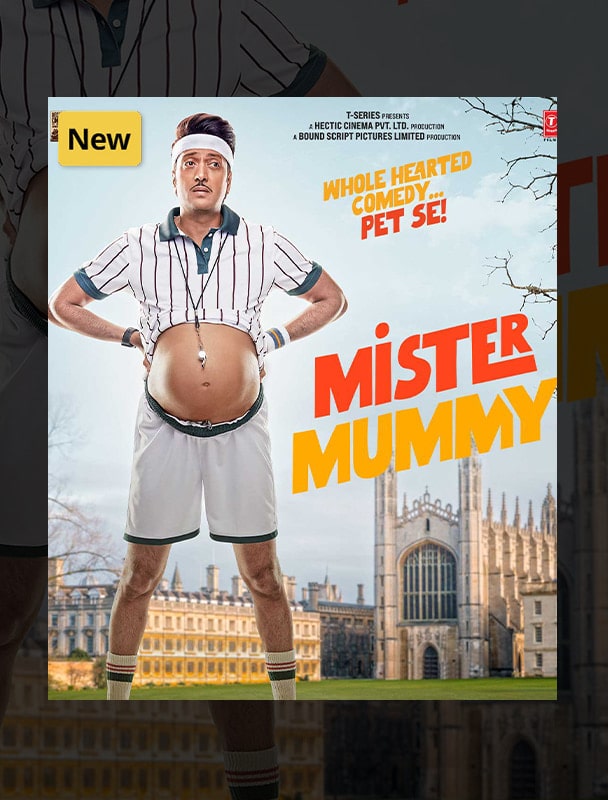 New
T-SERIES PRESENTS
A HECTIC CINEMA PVT. LTD. PRODUCTION
A BOUND SCRIPT PICTURES LIMITED PRODUCTION
WHOLE HEARTED
COMEDY...
PET SE!
MISTER
MUMMY